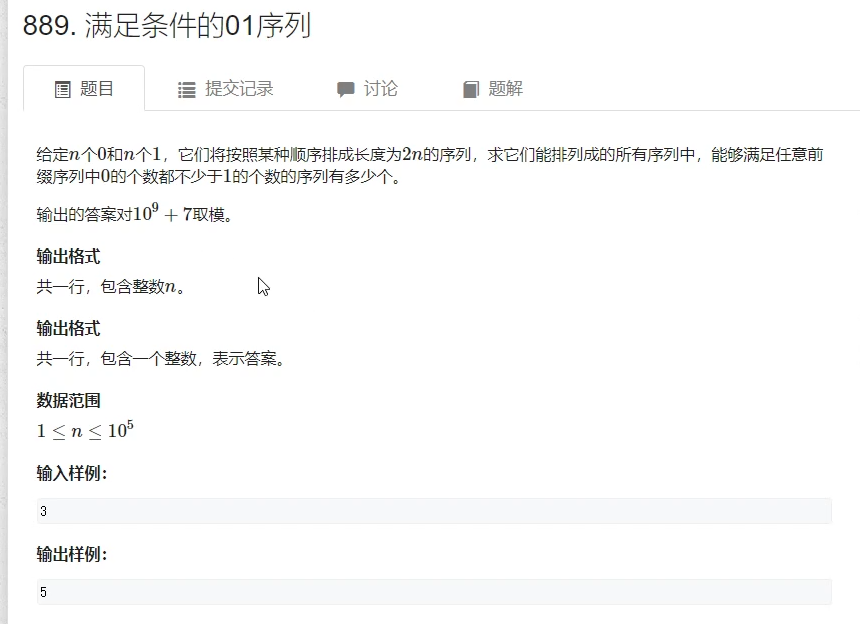 889. 满足条件的01序列
题目 提交记录 讨论 题解
给定n个0和n个1，它们将按照某种顺序排成长度为2n的序列，求它们能排列成的所有序列中，能够满足任意前
缀序列中0的个数都不少于1的个数的序列有多少个。
输出的答案对10^9 + 7取模。
输出格式
共一行，包含整数n。
输出格式
共一行，包含一个整数，表示答案。
数据范围
1 ≤ n ≤ 10^5
输入样例：
3
输出样例：
5